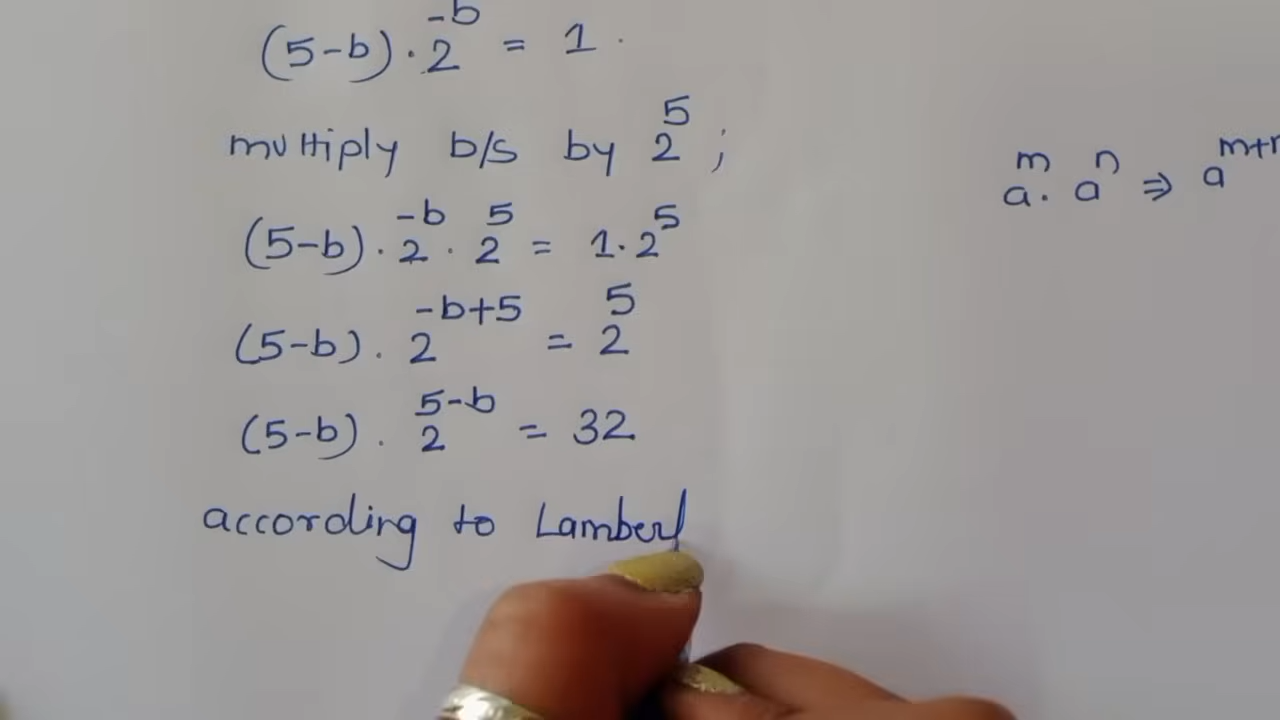 (5-b) · 2^-b = 1 .
multiply b/s by 2^5 ;
a^m · a^n ⇒ a^m+n
(5-b) · 2^-b · 2^5 = 1 · 2^5
(5-b) . 2^-b+5 = 2^5
(5-b) . 2^5-b = 32
according to Lambert